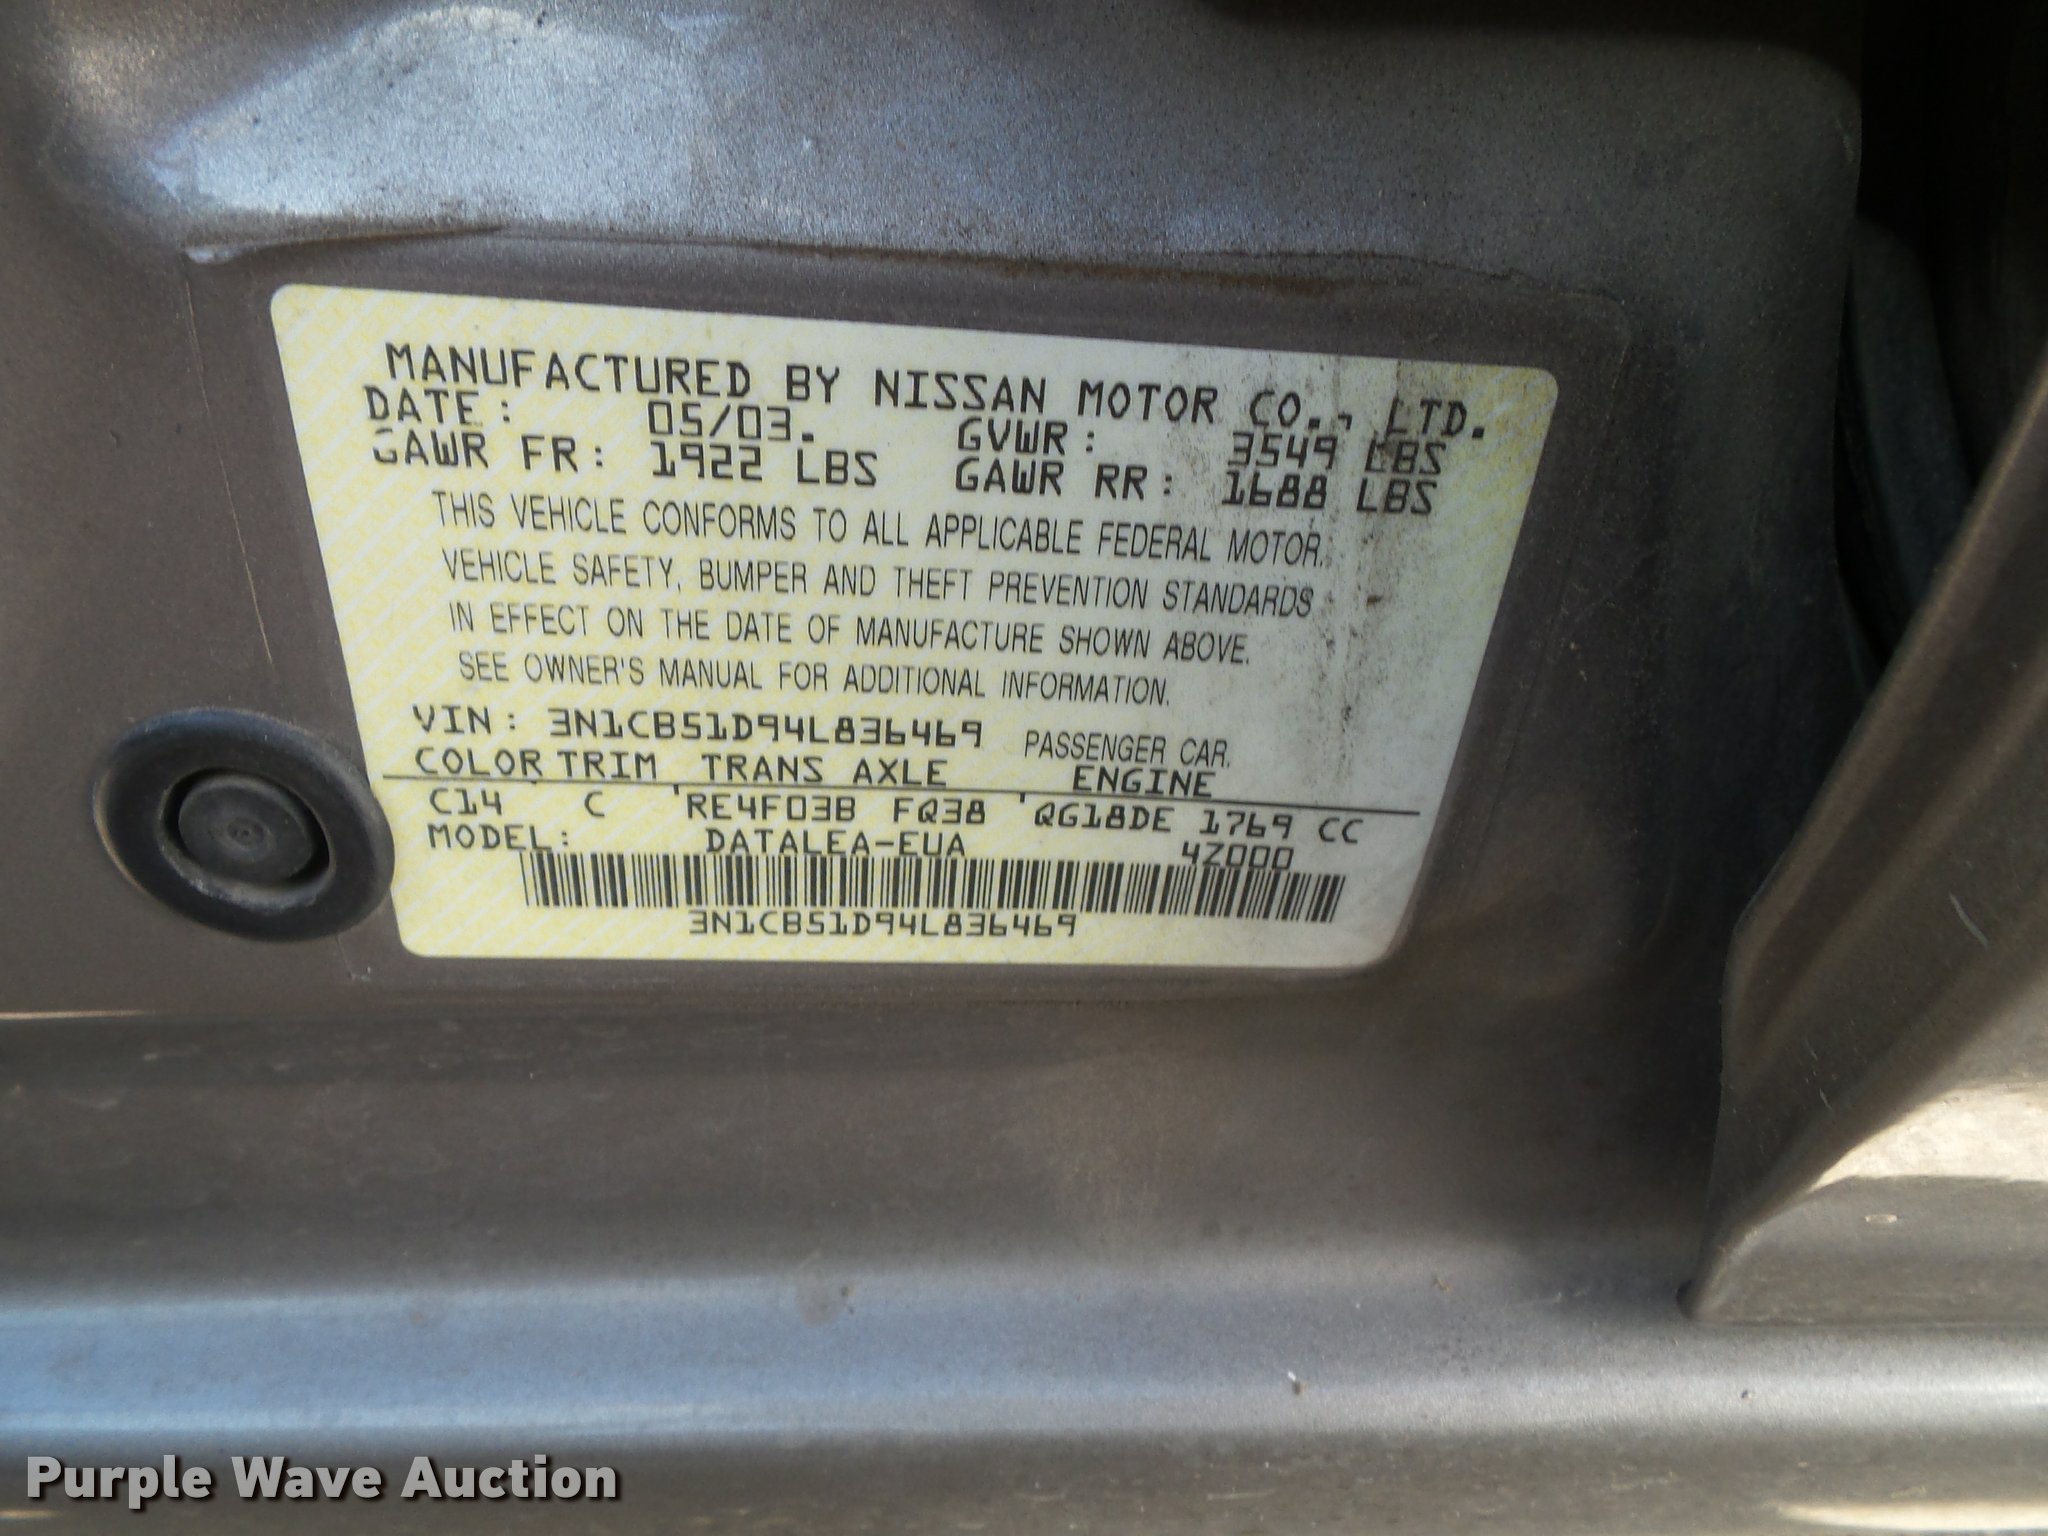 MANUFACTURED BY NISSAN MOTOR CO., LTD.
DATE: 05/03. GVWR: 3549 LBS
GAWR FR: 1922 LBS GAWR RR: 1688 LBS
THIS VEHICLE CONFORMS TO ALL APPLICABLE FEDERAL MOTOR
VEHICLE SAFETY, BUMPER AND THEFT PREVENTION STANDARDS
IN EFFECT ON THE DATE OF MANUFACTURE SHOWN ABOVE.
SEE OWNER'S MANUAL FOR ADDITIONAL INFORMATION.
VIN: 3N1CB51D94L836469 PASSENGER CAR.
COLOR TRIM TRANS AXLE ENGINE
C14 C RE4F03B FQ38 QG18DE 1769 CC
MODEL: DATALEA-EUA 4Z000
3N1CB51D94L836469
Purple Wave Auction